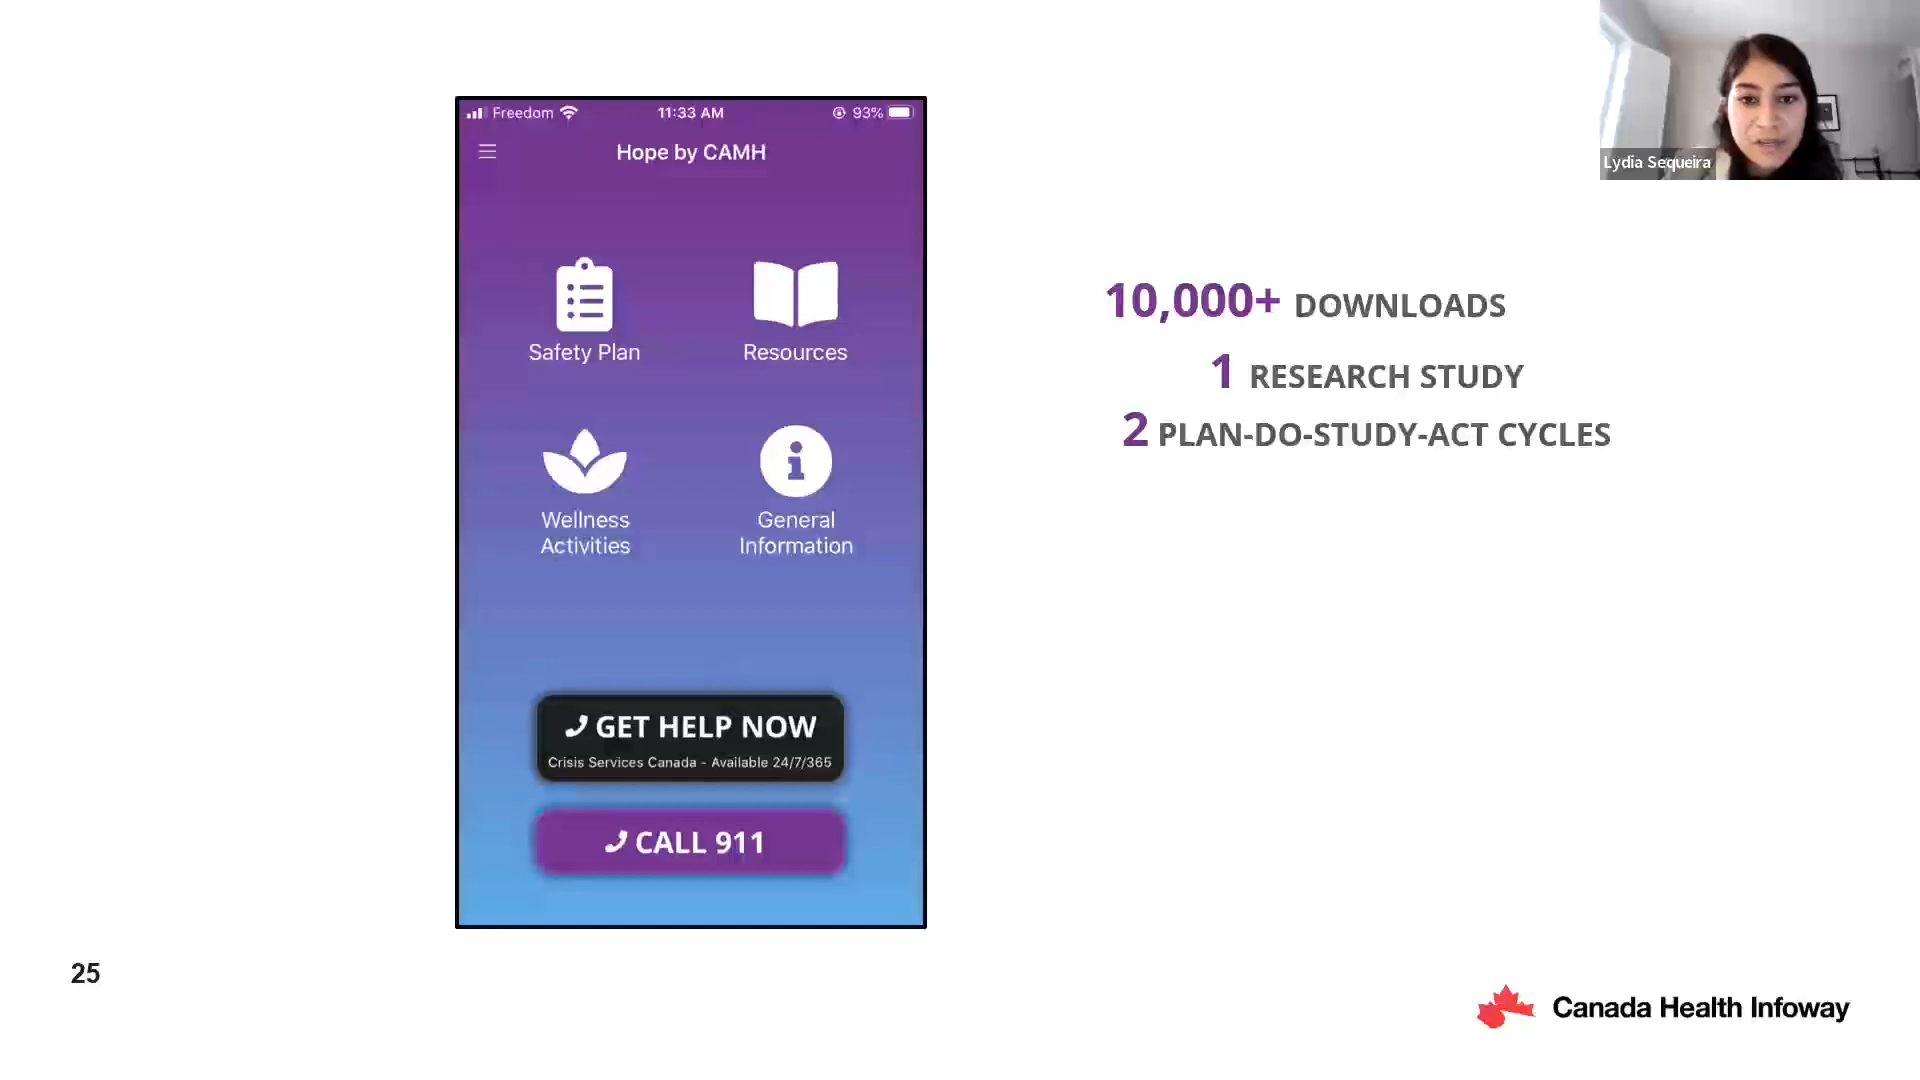 Freedom 11:33 AM 93%
Hope by CAMH
Safety Plan
Resources
Wellness
Activities
General
Information
GET HELP NOW
Crisis Services Canada - Available 24/7/365
CALL 911
10,000+ DOWNLOADS
1 RESEARCH STUDY
2 PLAN-DO-STUDY-ACT CYCLES
Lydia Sequeira
25
Canada Health Infoway